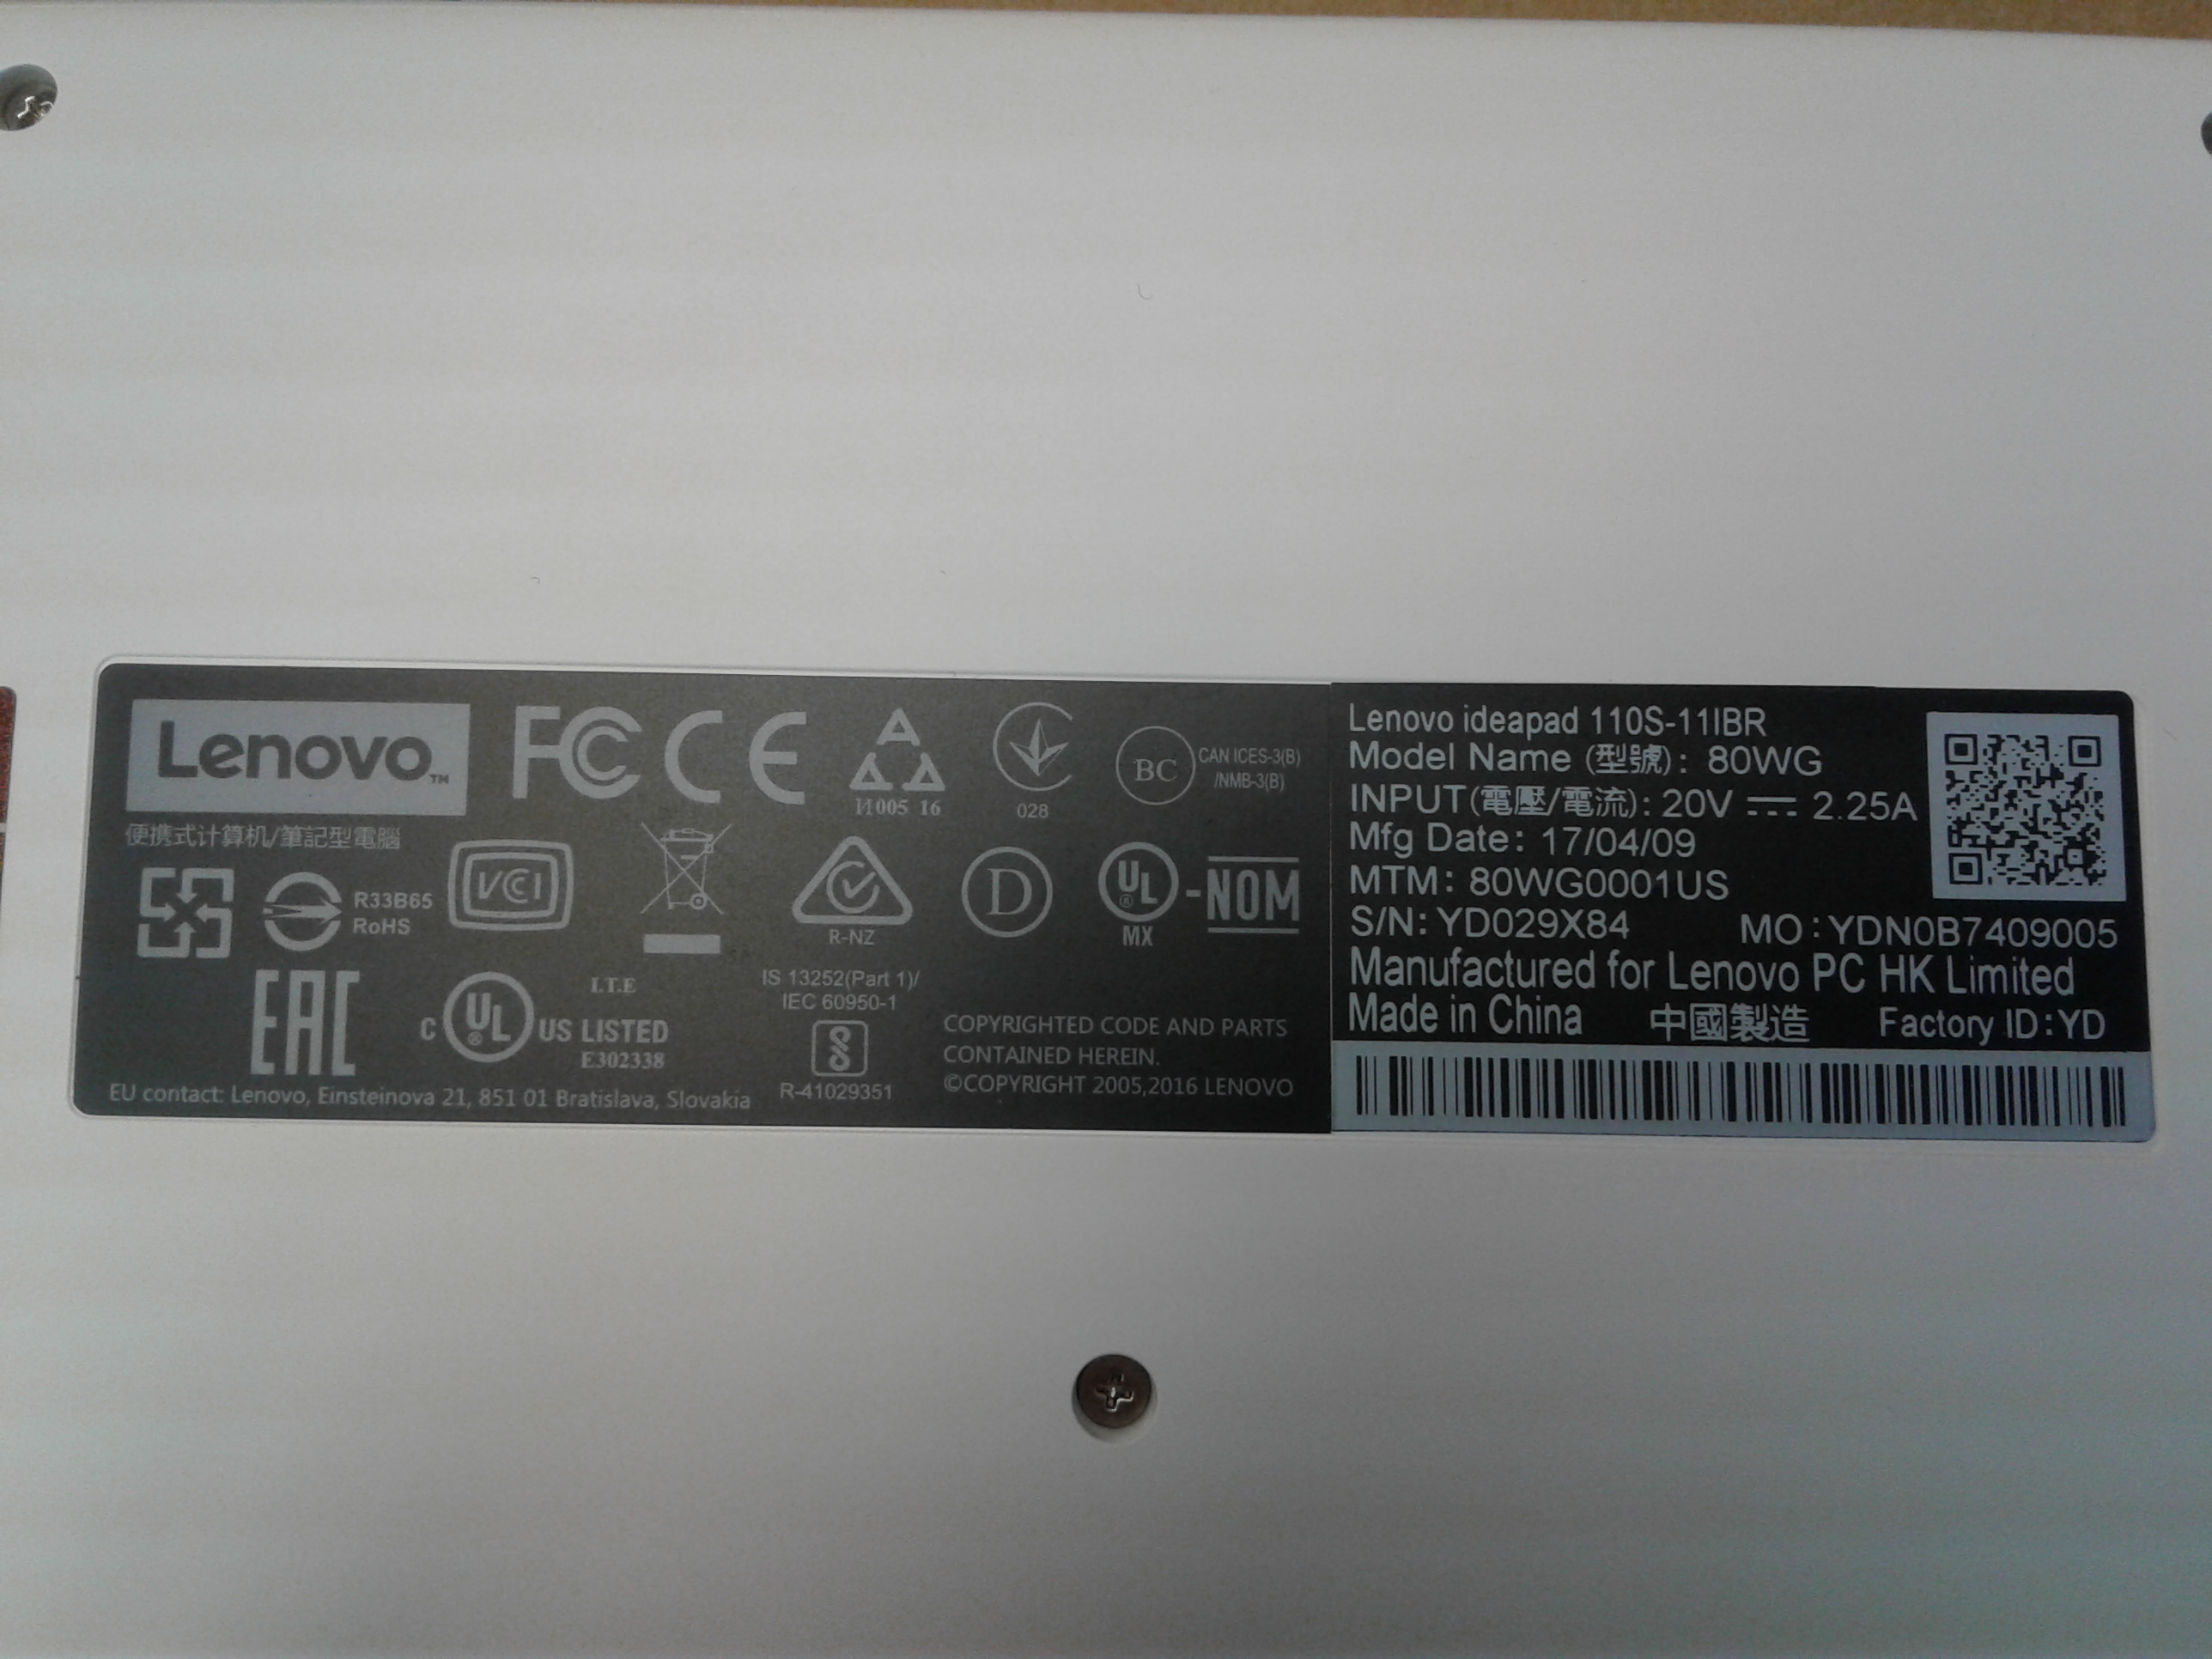 Lenovo™
FC CE
И005 16
028
BC CAN ICES-3(B)
/NMB-3(B)
便携式计算机/筆記型電腦
R33B65
RoHS
VCI
R-NZ
D
UL ® -NOM
MX
EAC
C UL ® US LISTED
I.T.E
E302338
IS 13252(Part 1)/
IEC 60950-1
R-41029351
COPYRIGHTED CODE AND PARTS
CONTAINED HEREIN.
©COPYRIGHT 2005,2016 LENOVO
EU contact: Lenovo, Einsteinova 21, 851 01 Bratislava, Slovakia
Lenovo ideapad 110S-11IBR
Model Name (型號): 80WG
INPUT(電壓/電流): 20V ⎓ 2.25A
Mfg Date: 17/04/09
MTM: 80WG0001US
S/N: YD029X84 MO:YDN0B7409005
Manufactured for Lenovo PC HK Limited
Made in China 中國製造 Factory ID:YD